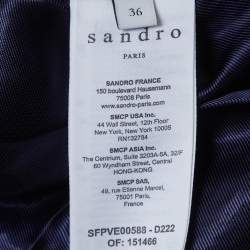 36
sandro
PARIS
SANDRO FRANCE
150 boulevard Haussmann
75008 Paris
www.sandro-paris.com
SMCP USA Inc.
44 Wall Street, 12th Floor
New York, New York 10005
RN132784
SMCP ASIA Inc.
The Centrium, Suite 3203A-5A, 32/F
60 Wyndham Street, Central
HONG-KONG
SMCP SAS,
49, rue Etienne Marcel,
75001 Paris
SFPVE00588 - D222
OF: 151466